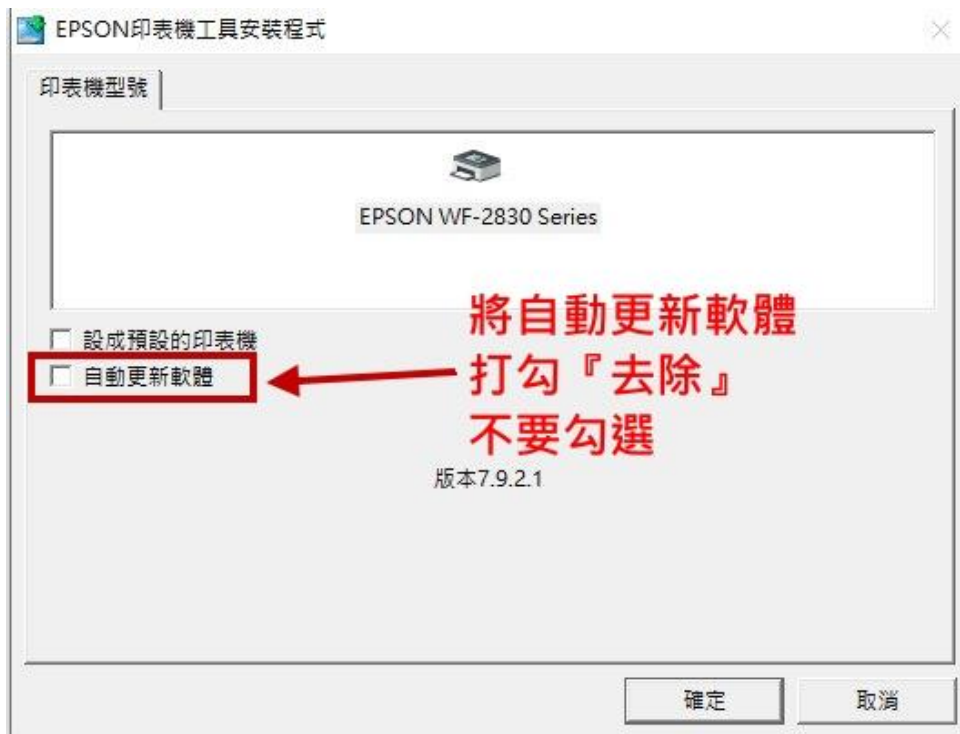 EPSON印表機工具安裝程式
印表機型號
EPSON WF-2830 Series
設成預設的印表機
自動更新軟體
將自動更新軟體
打勾『去除』
不要勾選
版本7.9.2.1
確定
取消